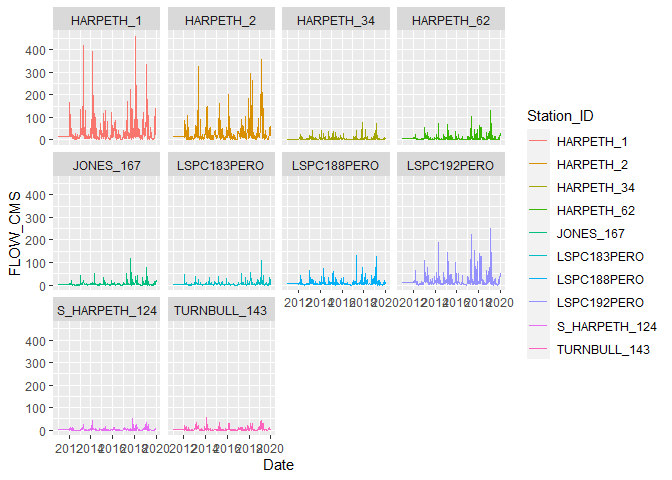 HARPETH_1 HARPETH_2 HARPETH_34 HARPETH_62
400
300
200
100
0
JONES_167 LSPC183PERO LSPC188PERO LSPC192PERO
400
300
200
100
0
2012 2014 2016 2018 2020 2012 2014 2016 2018 2020
S_HARPETH_124 TURNBULL_143
400
300
200
100
0
2012 2014 2016 2018 2020 2012 2014 2016 2018 2020
FLOW_CMS
Date
Station_ID
HARPETH_1
HARPETH_2
HARPETH_34
HARPETH_62
JONES_167
LSPC183PERO
LSPC188PERO
LSPC192PERO
S_HARPETH_124
TURNBULL_143